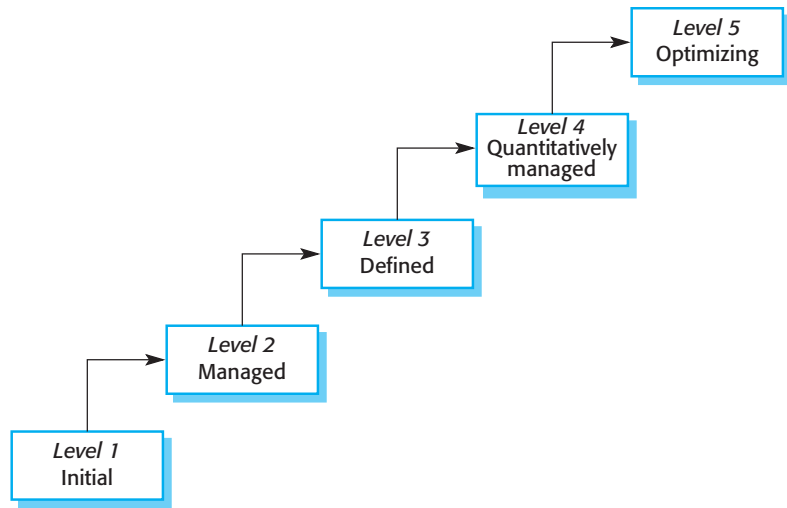 Level 5
Optimizing
Level 4
Quantitatively
managed
Level 3
Defined
Level 2
Managed
Level 1
Initial